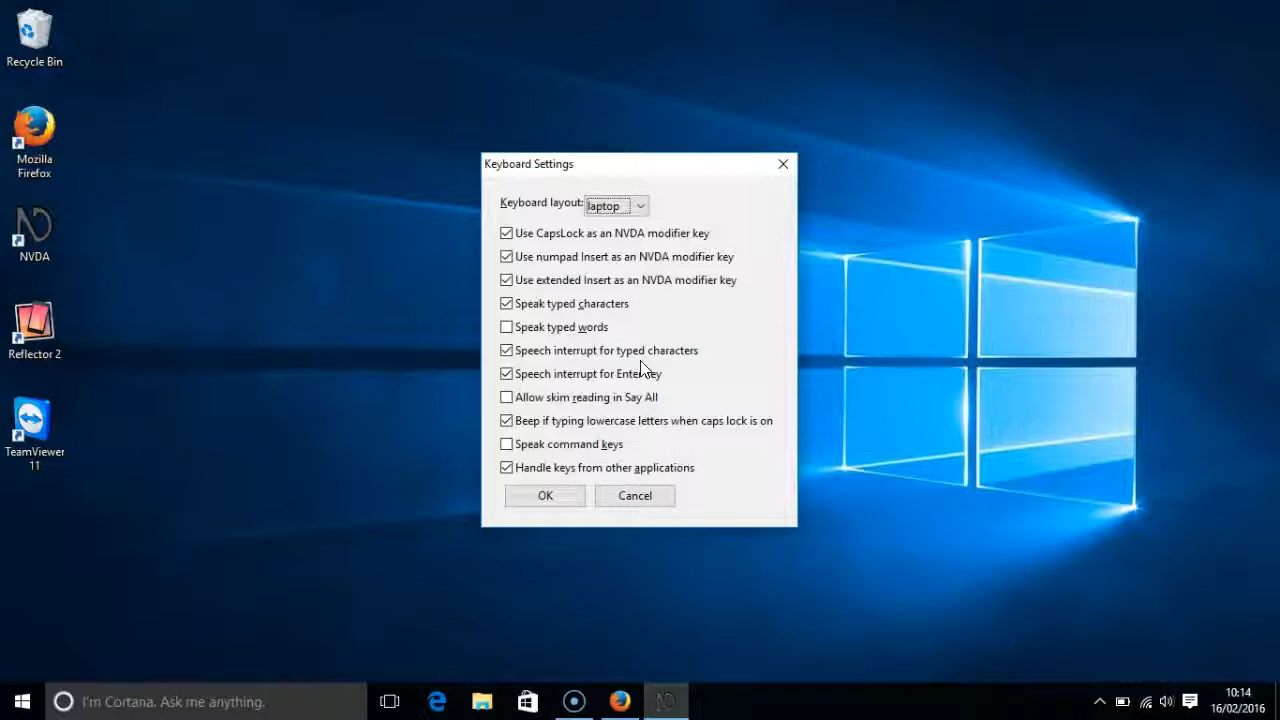 Recycle Bin
Mozilla
Firefox
NVDA
Reflector 2
TeamViewer
11
Keyboard Settings
Keyboard layout: laptop
Use CapsLock as an NVDA modifier key
Use numpad Insert as an NVDA modifier key
Use extended Insert as an NVDA modifier key
Speak typed characters
Speak typed words
Speech interrupt for typed characters
Speech interrupt for Enter key
Allow skim reading in Say All
Beep if typing lowercase letters when caps lock is on
Speak command keys
Handle keys from other applications
OK Cancel
I'm Cortana. Ask me anything.
10:14
16/02/2016